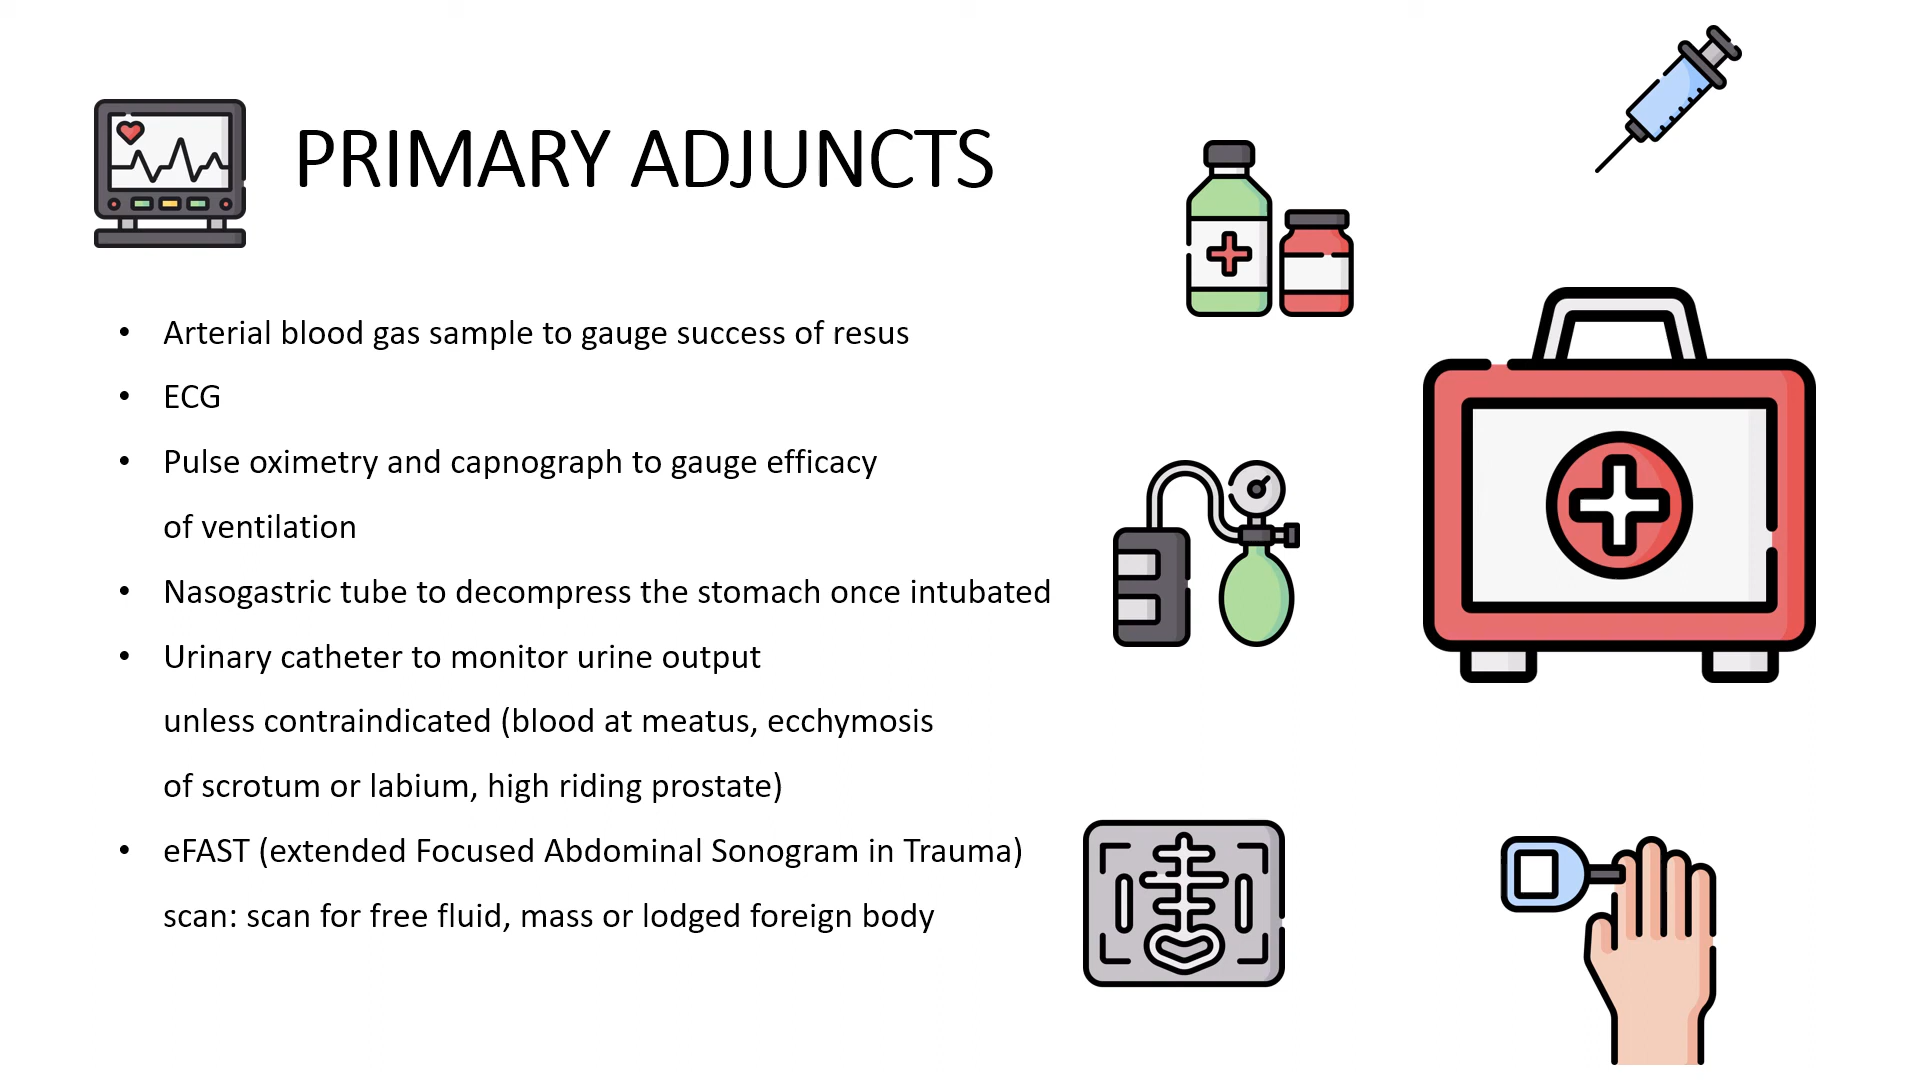 PRIMARY ADJUNCTS
• Arterial blood gas sample to gauge success of resus
• ECG
• Pulse oximetry and capnograph to gauge efficacy
of ventilation
• Nasogastric tube to decompress the stomach once intubated
• Urinary catheter to monitor urine output
unless contraindicated (blood at meatus, ecchymosis
of scrotum or labium, high riding prostate)
• eFAST (extended Focused Abdominal Sonogram in Trauma)
scan: scan for free fluid, mass or lodged foreign body